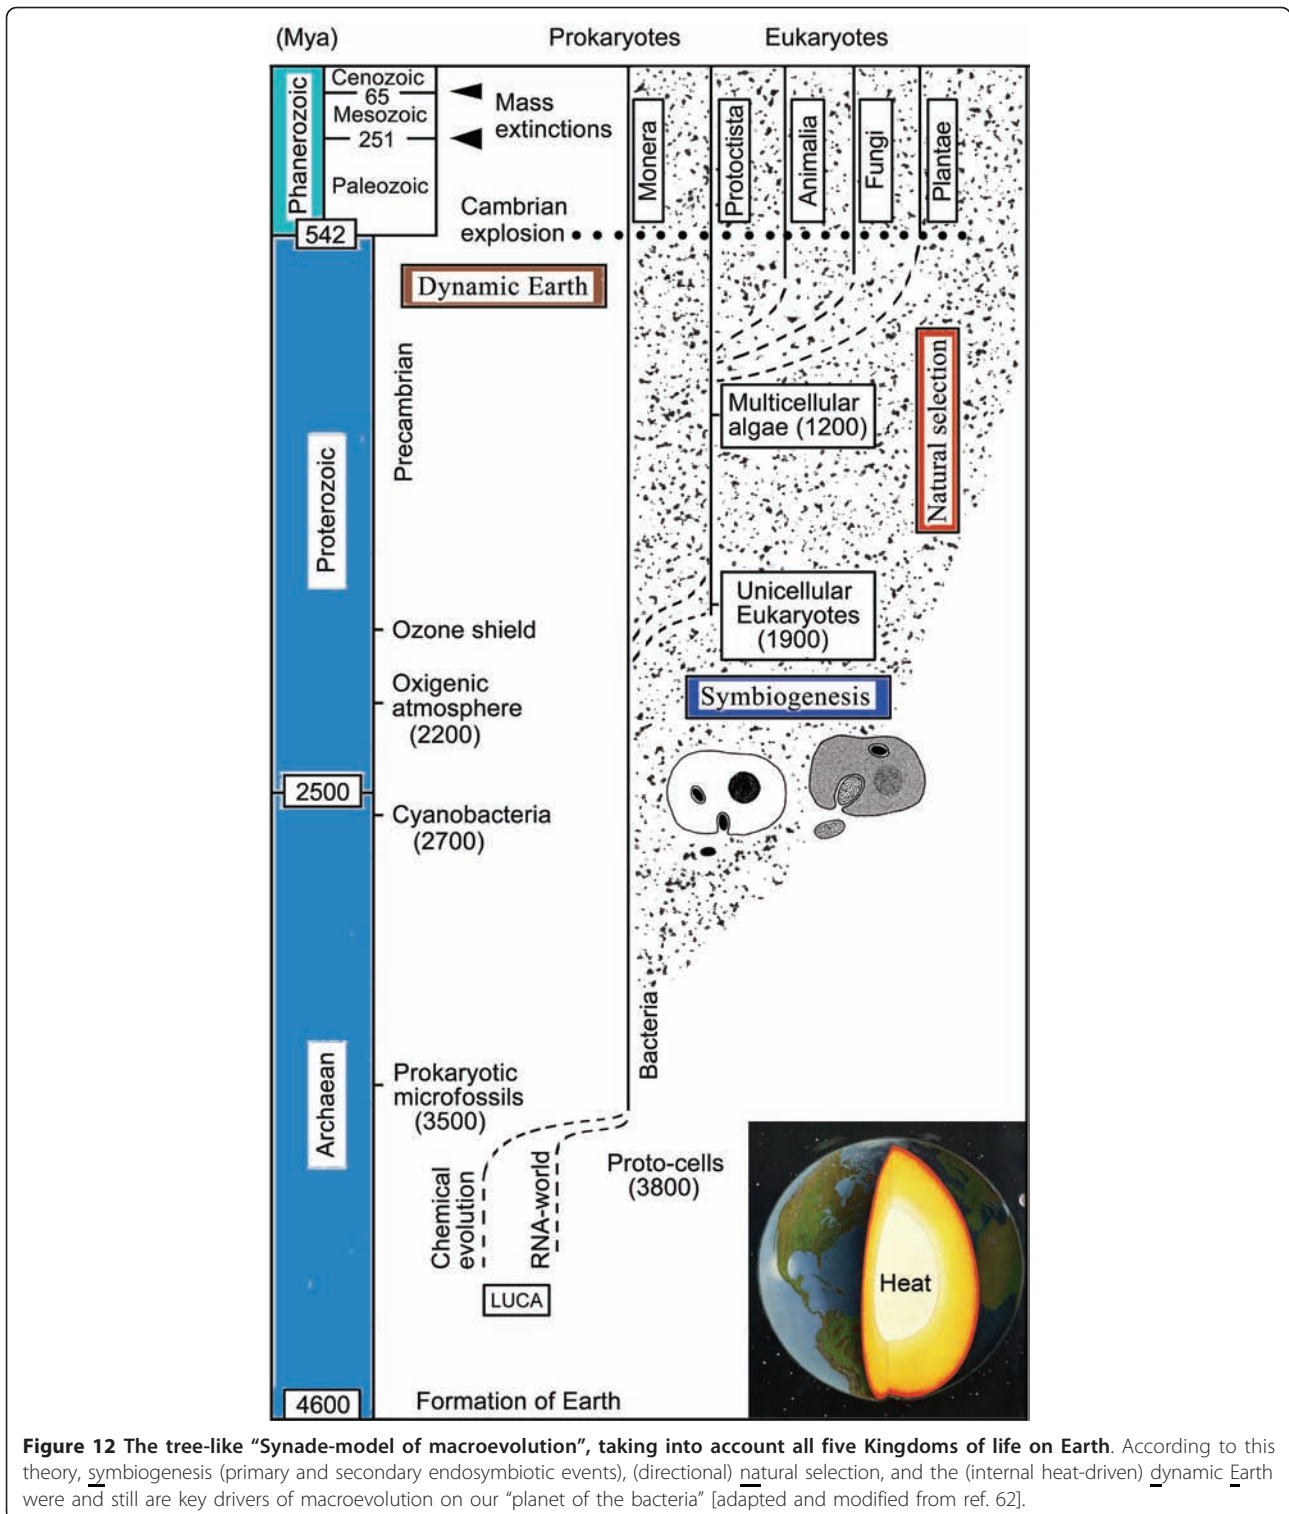 (Mya)
Prokaryotes
Eukaryotes
Phanerozoic
Cenozoic
65
Mesozoic
251
Paleozoic
Mass
extinctions
Monera
Protoctista
Animalia
Fungi
Plantae
Cambrian
explosion
542
Dynamic Earth
Precambrian
Natural selection
Multicellular
algae (1200)
Proterozoic
Unicellular
Eukaryotes
(1900)
Ozone shield
Symbiogenesis
Oxigenic
atmosphere
(2200)
2500
Cyanobacteria
(2700)
Bacteria
Archaean
Prokaryotic
microfossils
(3500)
Chemical
evolution
RNA-world
Proto-cells
(3800)
LUCA
Heat
4600
Formation of Earth
Figure 12 The tree-like “Synade-model of macroevolution”, taking into account all five Kingdoms of life on Earth. According to this
theory, symbiogenesis (primary and secondary endosymbiotic events), (directional) natural selection, and the (internal heat-driven) dynamic Earth
were and still are key drivers of macroevolution on our “planet of the bacteria” [adapted and modified from ref. 62].